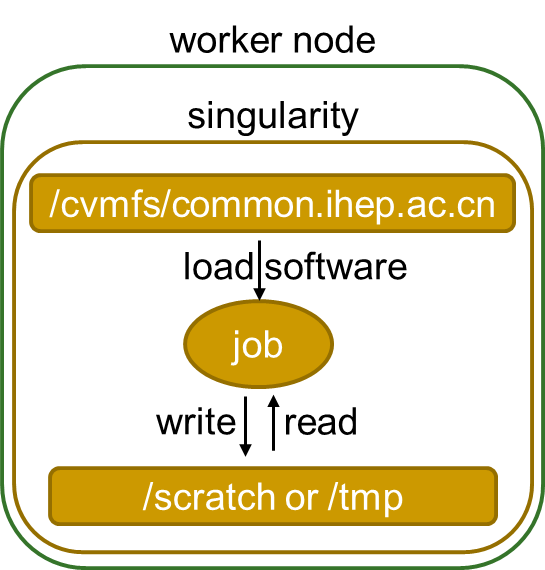 worker node
singularity
/cvmfs/common.ihep.ac.cn
load software
job
write read
/scratch or /tmp